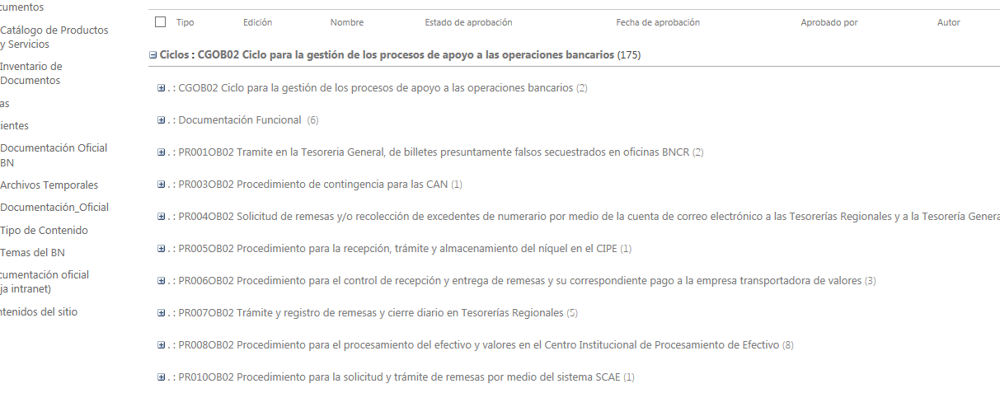 cumentos
Catálogo de Productos
y Servicios
Inventario de
Documentos
as
ientes
Documentación Oficial
BN
Archivos Temporales
Documentación_Oficial
Tipo de Contenido
Temas del BN
cumentación oficial
ja intranet)
ntenidos del sitio
Tipo Edición Nombre Estado de aprobación Fecha de aprobación Aprobado por Autor
Ciclos : CGOB02 Ciclo para la gestión de los procesos de apoyo a las operaciones bancarios (175)
. : CGOB02 Ciclo para la gestión de los procesos de apoyo a las operaciones bancarios (2)
. : Documentación Funcional (6)
. : PR001OB02 Tramite en la Tesoreria General, de billetes presuntamente falsos secuestrados en oficinas BNCR (2)
. : PR003OB02 Procedimiento de contingencia para las CAN (1)
. : PR004OB02 Solicitud de remesas y/o recolección de excedentes de numerario por medio de la cuenta de correo electrónico a las Tesorerías Regionales y a la Tesorería Genera
. : PR005OB02 Procedimiento para la recepción, trámite y almacenamiento del níquel en el CIPE (1)
. : PR006OB02 Procedimiento para el control de recepción y entrega de remesas y su correspondiente pago a la empresa transportadora de valores (3)
. : PR007OB02 Trámite y registro de remesas y cierre diario en Tesorerías Regionales (5)
. : PR008OB02 Procedimiento para el procesamiento del efectivo y valores en el Centro Institucional de Procesamiento de Efectivo (8)
. : PR010OB02 Procedimiento para la solicitud y trámite de remesas por medio del sistema SCAE (1)